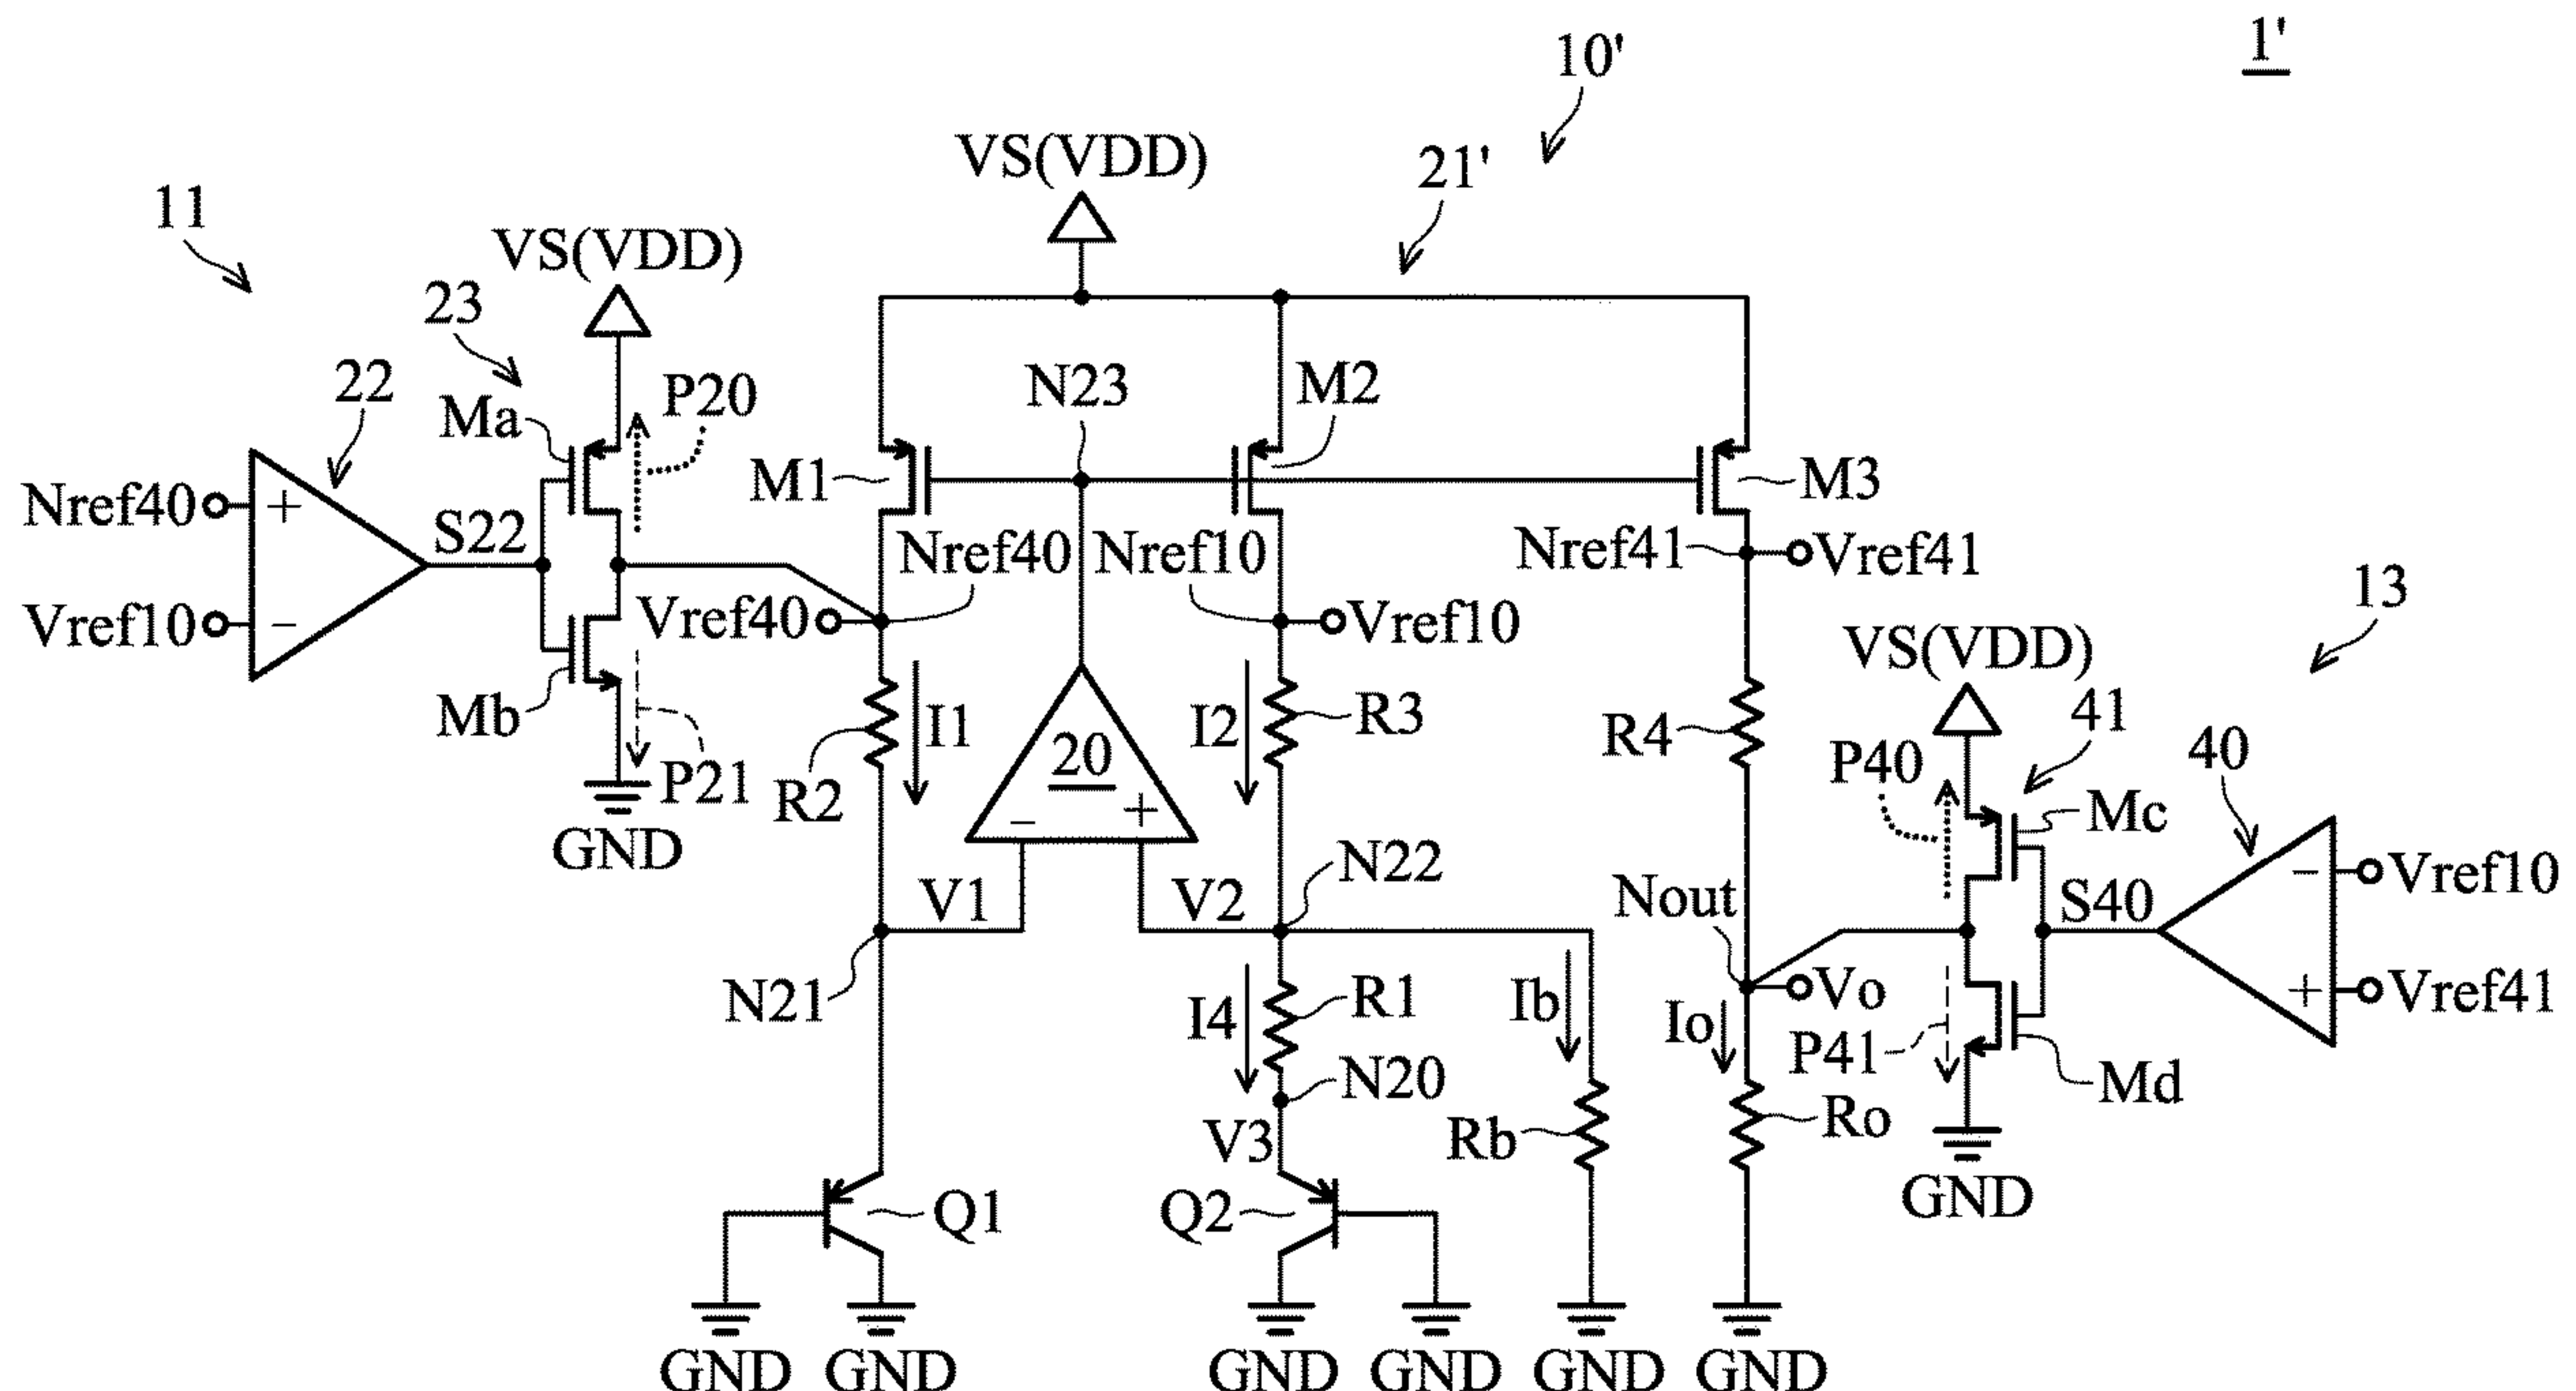 1'
10'
VS(VDD)
21'
11
VS(VDD)
23
22
Ma
P20
N23
M2
M1
M3
Nref40
+
S22
Nref40
Nref10
Nref41
Vref41
Vref10
−
Vref40
Vref10
13
Mb
P21
GND
R2
I1
20
−
+
I2
R3
R4
VS(VDD)
P40
41
40
Mc
V1
V2
N22
Nout
S40
−
Vref10
N21
I4
R1
Ib
Io
Vo
P41
+
Vref41
N20
Md
V3
Rb
Ro
GND
Q1
Q2
GND
GND
GND
GND
GND
GND